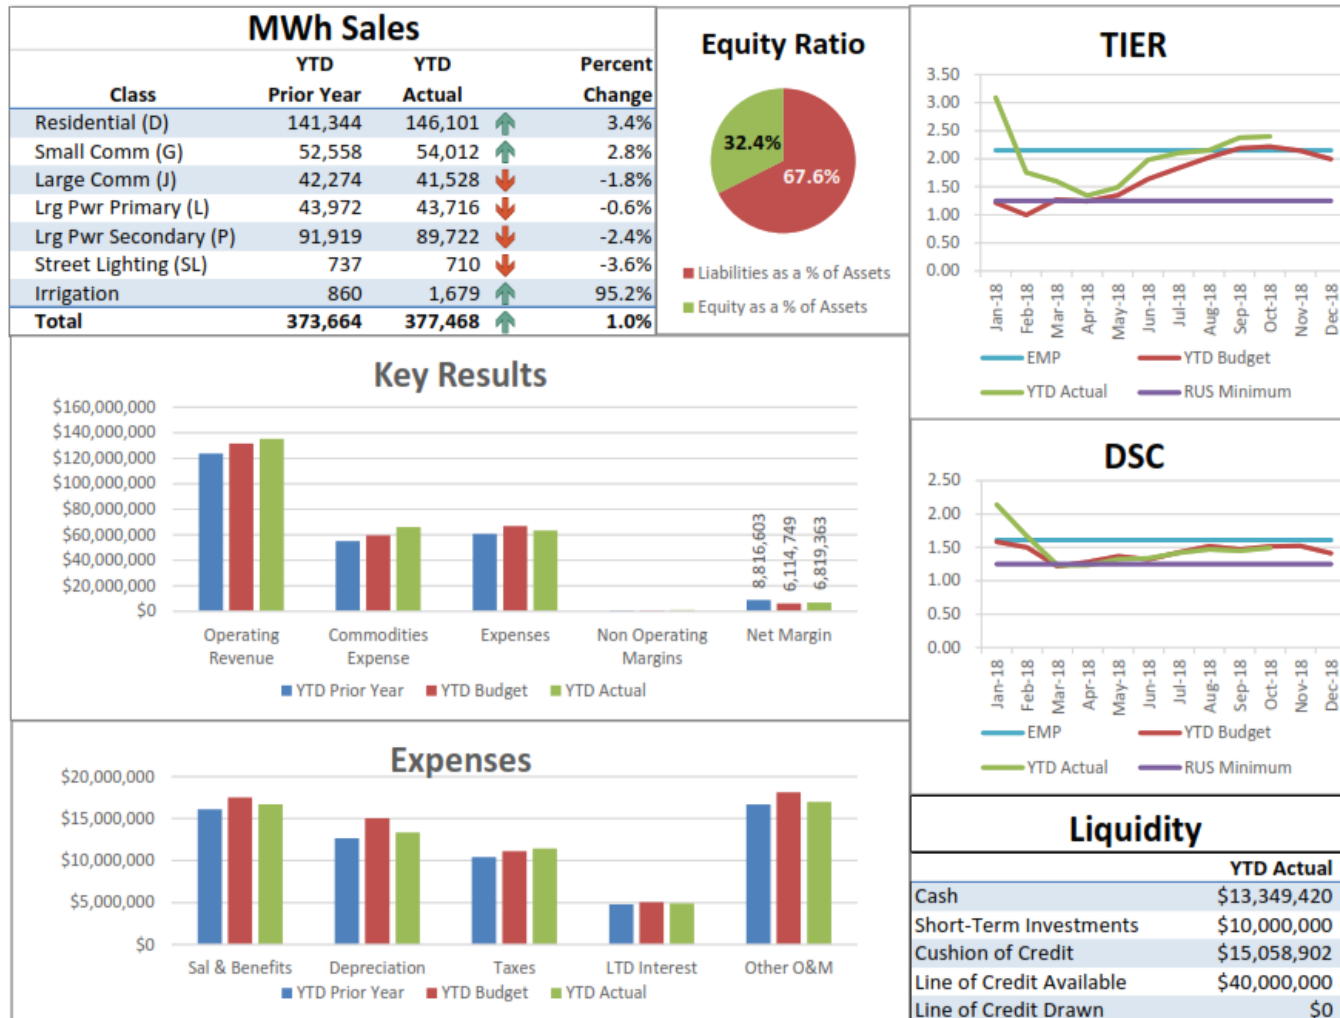 MWh Sales
YTD YTD Percent
Class Prior Year Actual Change
Residential (D) 141,344 146,101 3.4%
Small Comm (G) 52,558 54,012 2.8%
Large Comm (J) 42,274 41,528 -1.8%
Lrg Pwr Primary (L) 43,972 43,716 -0.6%
Lrg Pwr Secondary (P) 91,919 89,722 -2.4%
Street Lighting (SL) 737 710 -3.6%
Irrigation 860 1,679 95.2%
Total 373,664 377,468 1.0%
Equity Ratio
32.4%
67.6%
Liabilities as a % of Assets
Equity as a % of Assets
TIER
3.50
3.00
2.50
2.00
1.50
1.00
0.50
0.00
Jan-18 Feb-18 Mar-18 Apr-18 May-18 Jun-18 Jul-18 Aug-18 Sep-18 Oct-18 Nov-18 Dec-18
EMP YTD Budget
YTD Actual RUS Minimum
Key Results
$160,000,000
$140,000,000
$120,000,000
$100,000,000
$80,000,000
$60,000,000
$40,000,000
$20,000,000
$0
8,816,603 6,114,749 6,819,363
Operating Commodities Expenses Non Operating Net Margin
Revenue Expense Margins
YTD Prior Year YTD Budget YTD Actual
DSC
2.50
2.00
1.50
1.00
0.50
0.00
Jan-18 Feb-18 Mar-18 Apr-18 May-18 Jun-18 Jul-18 Aug-18 Sep-18 Oct-18 Nov-18 Dec-18
EMP YTD Budget
YTD Actual RUS Minimum
Expenses
$20,000,000
$15,000,000
$10,000,000
$5,000,000
$0
Sal & Benefits Depreciation Taxes LTD Interest Other O&M
YTD Prior Year YTD Budget YTD Actual
Liquidity
YTD Actual
Cash $13,349,420
Short-Term Investments $10,000,000
Cushion of Credit $15,058,902
Line of Credit Available $40,000,000
Line of Credit Drawn $0